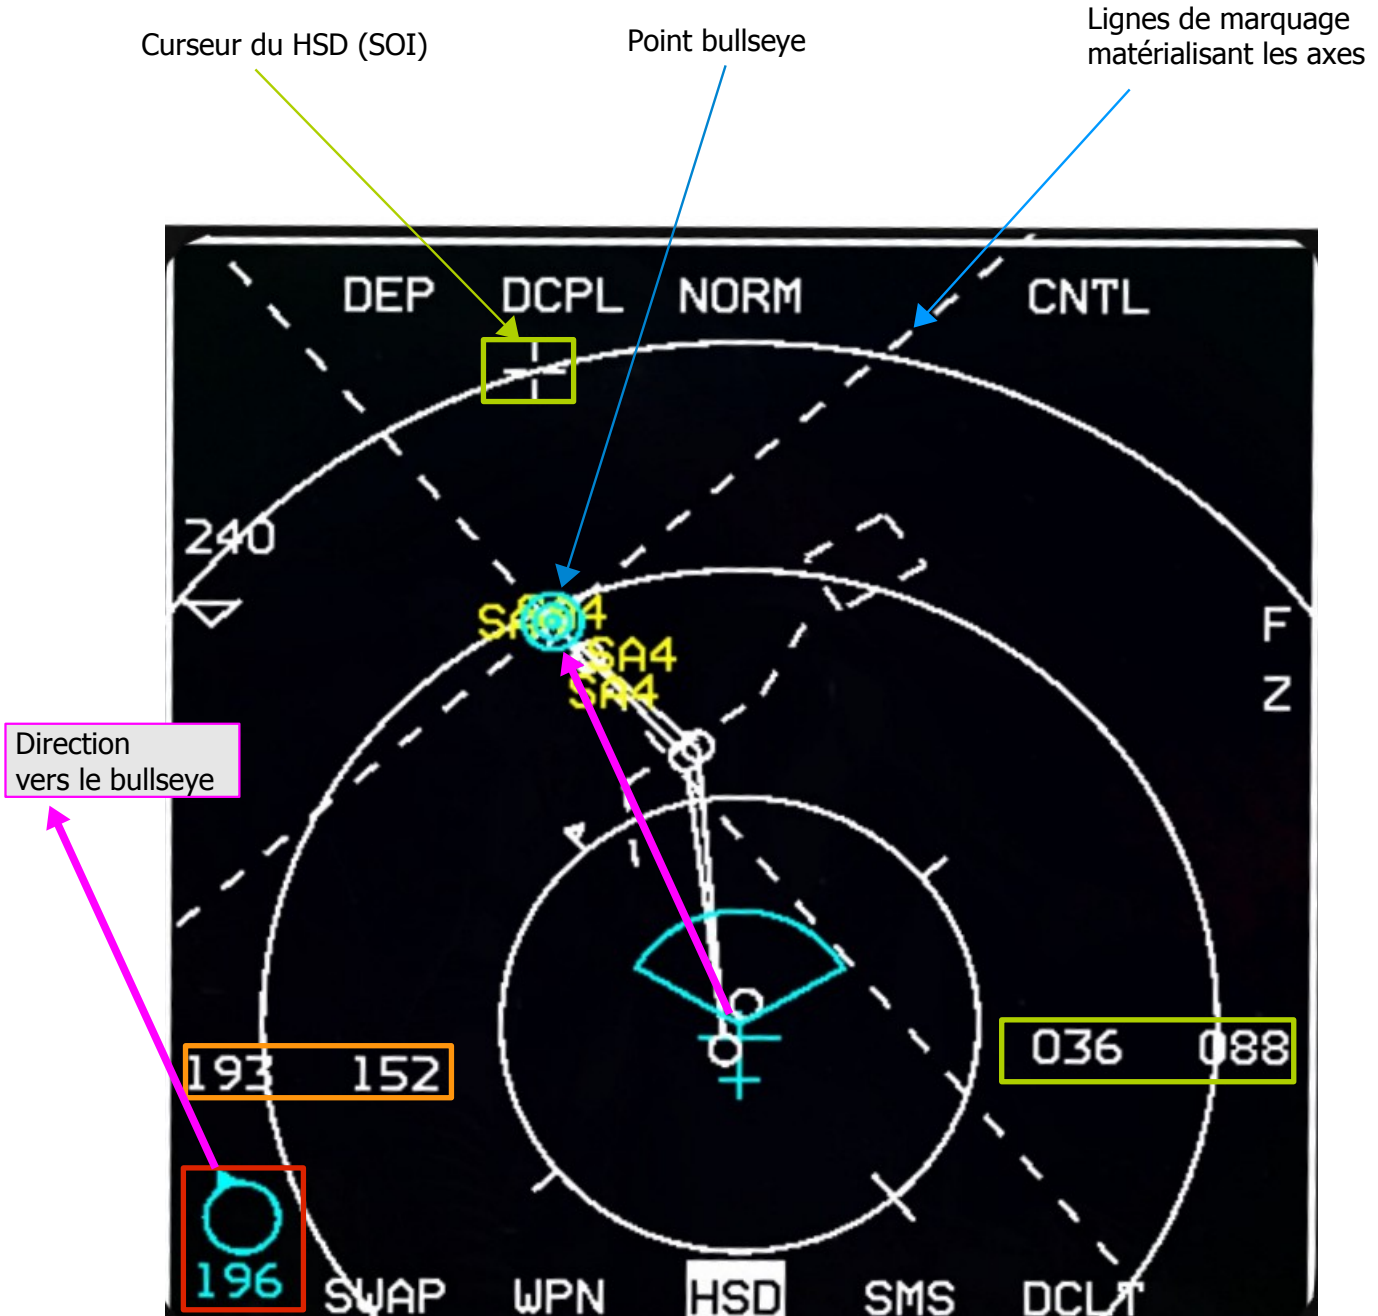 Curseur du HSD (SOI)
Point bullseye
Lignes de marquage
matérialisant les axes
DEP DCPL NORM CNTL
240
SA4
SA4
SA4
F
Z
Direction
vers le bullseye
193 152
036 088
196
SWAP WPN HSD SMS DCLT